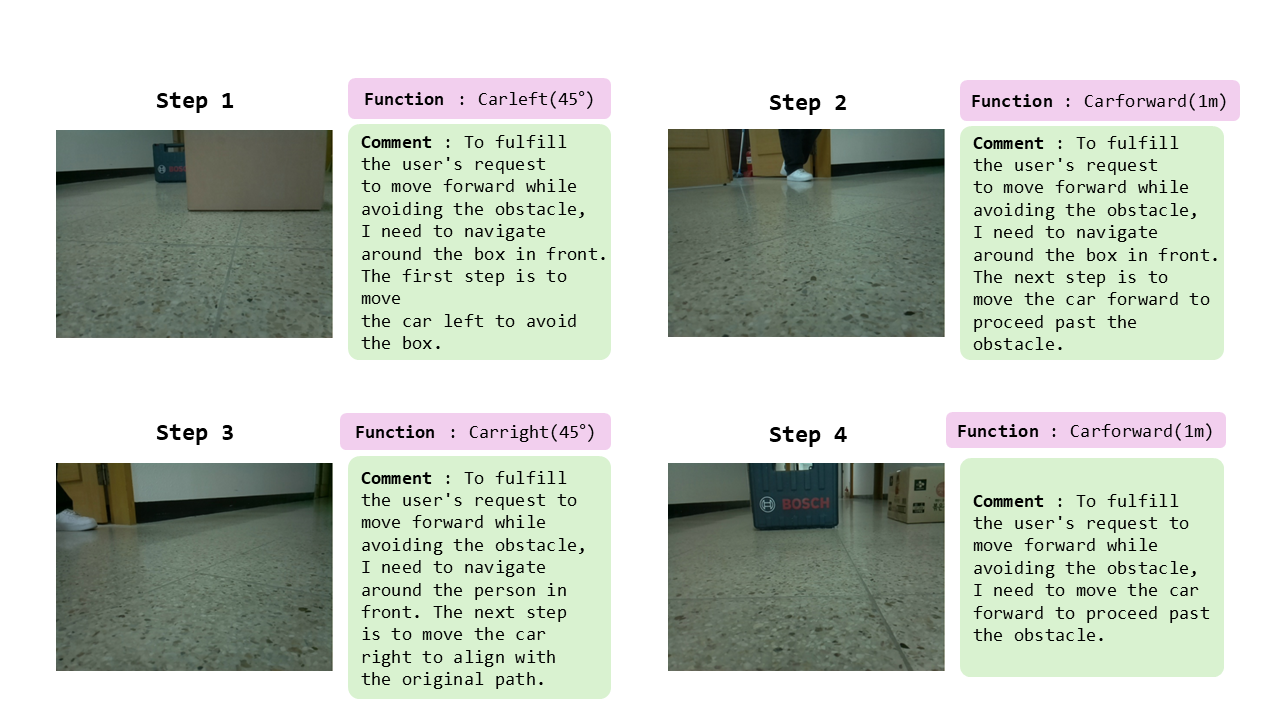 Step 1
Function : Carleft(45°)
BOSCH
Comment : To fulfill
the user's request
to move forward while
avoiding the obstacle,
I need to navigate
around the box in front.
The first step is to
move
the car left to avoid
the box.
Step 2
Function : Carforward(1m)
Comment : To fulfill
the user's request
to move forward while
avoiding the obstacle,
I need to navigate
around the box in front.
The next step is to
move the car forward to
proceed past the
obstacle.
Step 3
Function : Carright(45°)
Comment : To fulfill
the user's request to
move forward while
avoiding the obstacle,
I need to navigate
around the person in
front. The next step
is to move the car
right to align with
the original path.
Step 4
Function : Carforward(1m)
BOSCH
Comment : To fulfill
the user's request to
move forward while
avoiding the obstacle,
I need to move the car
forward to proceed past
the obstacle.